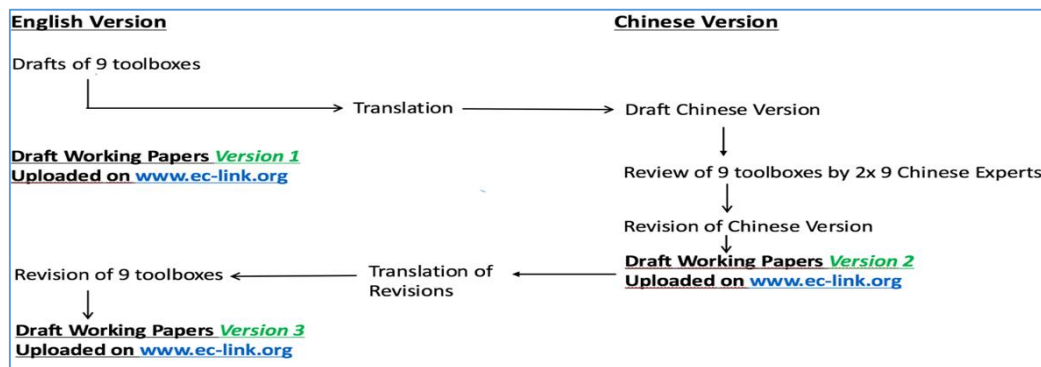 English Version
Chinese Version
Drafts of 9 toolboxes
Translation
Draft Chinese Version
Draft Working Papers Version 1
Uploaded on www.ec-link.org
Review of 9 toolboxes by 2x 9 Chinese Experts
Revision of Chinese Version
Draft Working Papers Version 2
Uploaded on www.ec-link.org
Translation of
Revisions
Revision of 9 toolboxes
Draft Working Papers Version 3
Uploaded on www.ec-link.org